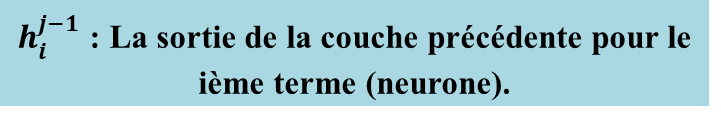 $h_i^{j-1}$ : La sortie de la couche précédente pour le
ième terme (neurone).